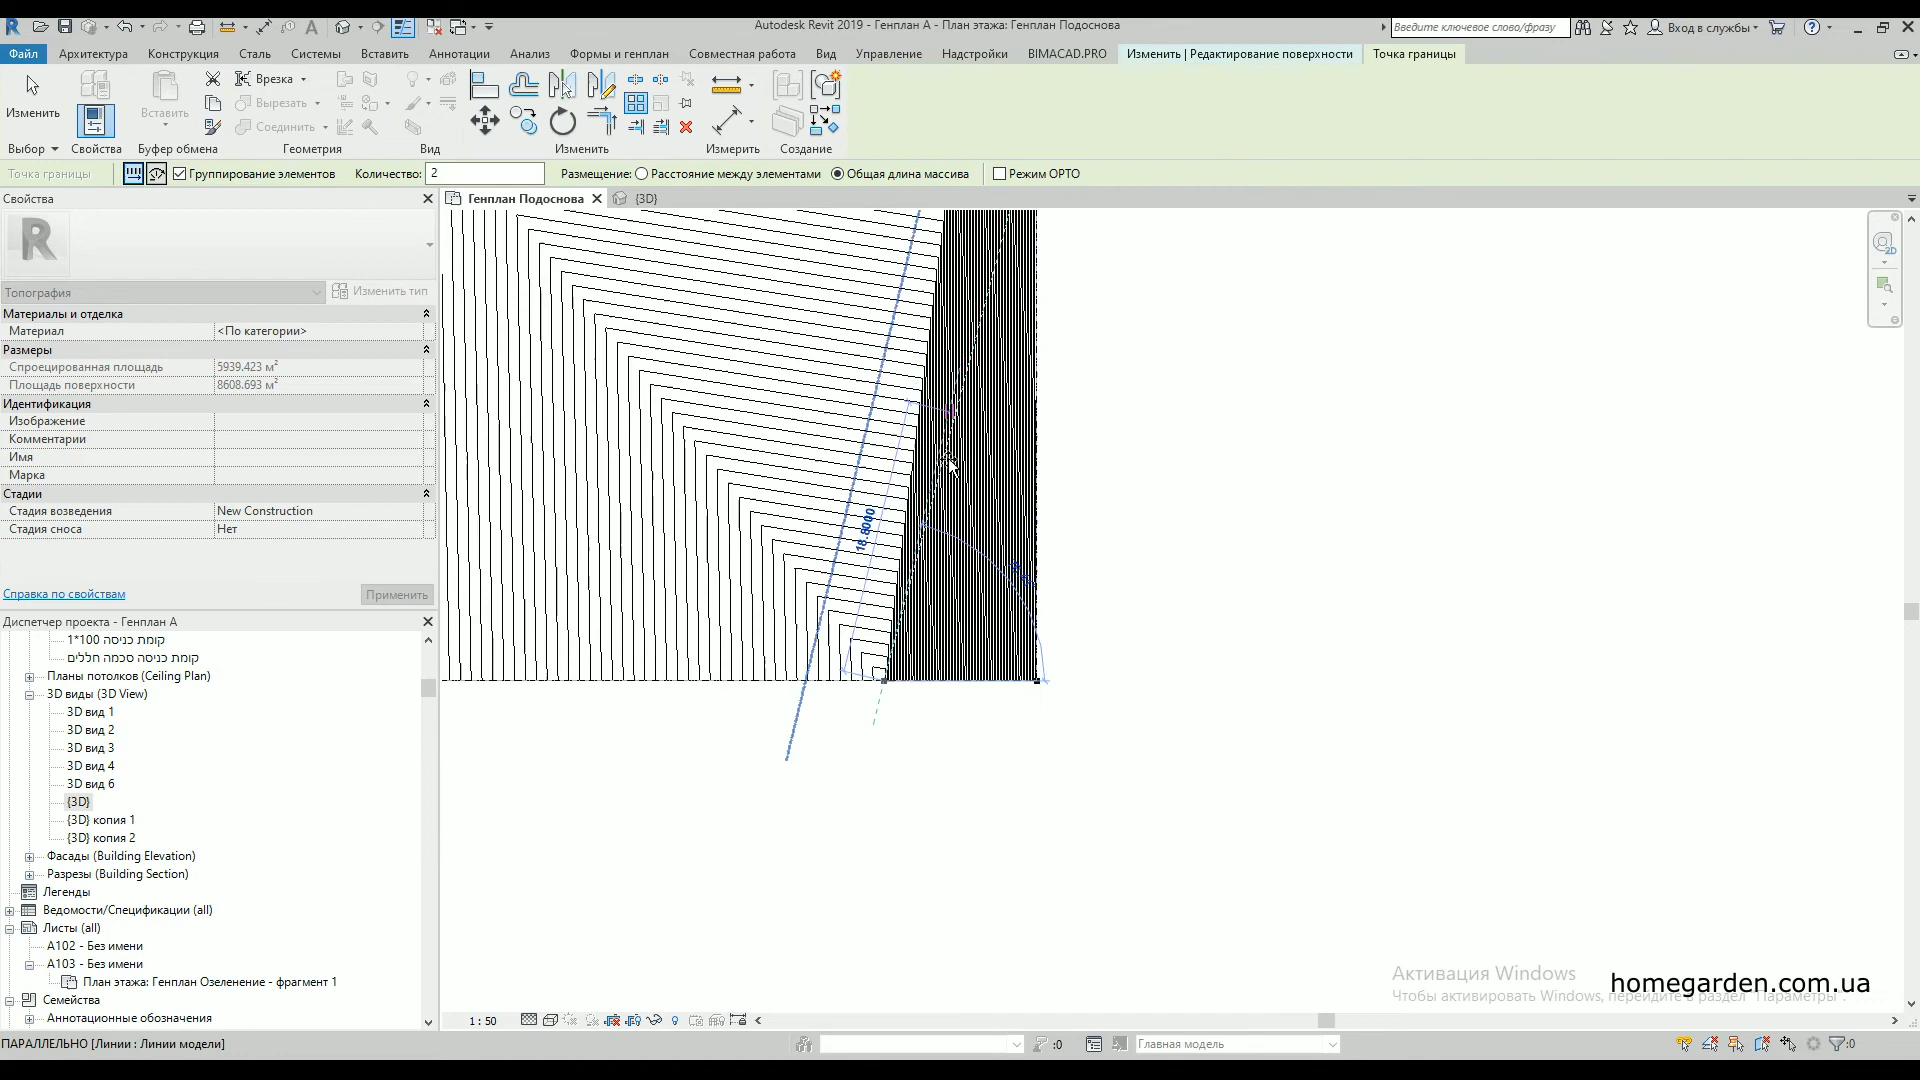 Autodesk Revit 2019 - Генплан А - План этажа: Генплан Подоснова
Введите ключевое слово/фразу
Вход в службы
Файл Архитектура Конструкция Сталь Системы Вставить Аннотации Анализ Формы и генплан Совместная работа Вид Управление Надстройки BIMACAD.PRO Изменить | Редактирование поверхности Точка границы
Изменить
Вставить
Врезка
Вырезать
Соединить
Выбор Свойства Буфер обмена Геометрия Вид Изменить Измерить Создание
Точка границы Группирование элементов Количество: 2 Размещение: Расстояние между элементами Общая длина массива Режим ОРТО
Свойства
Генплан Подоснова {3D}
R
2D
Топография Изменить тип
Материалы и отделка
Материал <По категории>
Размеры
Спроецированная площадь 5939.423 м²
Площадь поверхности 8608.693 м²
Идентификация
Изображение
Комментарии
Имя
Марка
Стадии
Стадия возведения New Construction
Стадия сноса Нет
Справка по свойствам Применить
18.8000
Диспетчер проекта - Генплан А
קומת כניסה 100*1
קומת כניסה סכמה חללים
Планы потолков (Ceiling Plan)
3D виды (3D View)
3D вид 1
3D вид 2
3D вид 3
3D вид 4
3D вид 6
{3D}
{3D} копия 1
{3D} копия 2
Фасады (Building Elevation)
Разрезы (Building Section)
Легенды
Ведомости/Спецификации (all)
Листы (all)
A102 - Без имени
A103 - Без имени
План этажа: Генплан Озеленение - фрагмент 1
Семейства
Аннотационные обозначения
Активация Windows
Чтобы активировать Windows, перейдите в раздел "Параметры".
homegarden.com.ua
1 : 50
ПАРАЛЛЕЛЬНО [Линии : Линии модели]
:0
Главная модель
:0